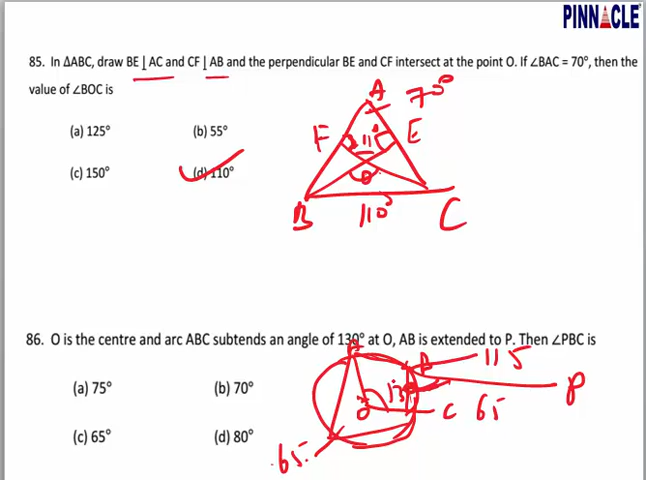 PINNACLE
85. In ΔABC, draw BE ⊥ AC and CF ⊥ AB and the perpendicular BE and CF intersect at the point O. If ∠BAC = 70°, then the
value of ∠BOC is
(a) 125°
(b) 55°
(c) 150°
(d) 110°
A 70°
F 110° E
O
B 110° C
86. O is the centre and arc ABC subtends an angle of 130° at O, AB is extended to P. Then ∠PBC is
(a) 75°
(b) 70°
(c) 65°
(d) 80°
A
B 115
P
O 130 C 65
65